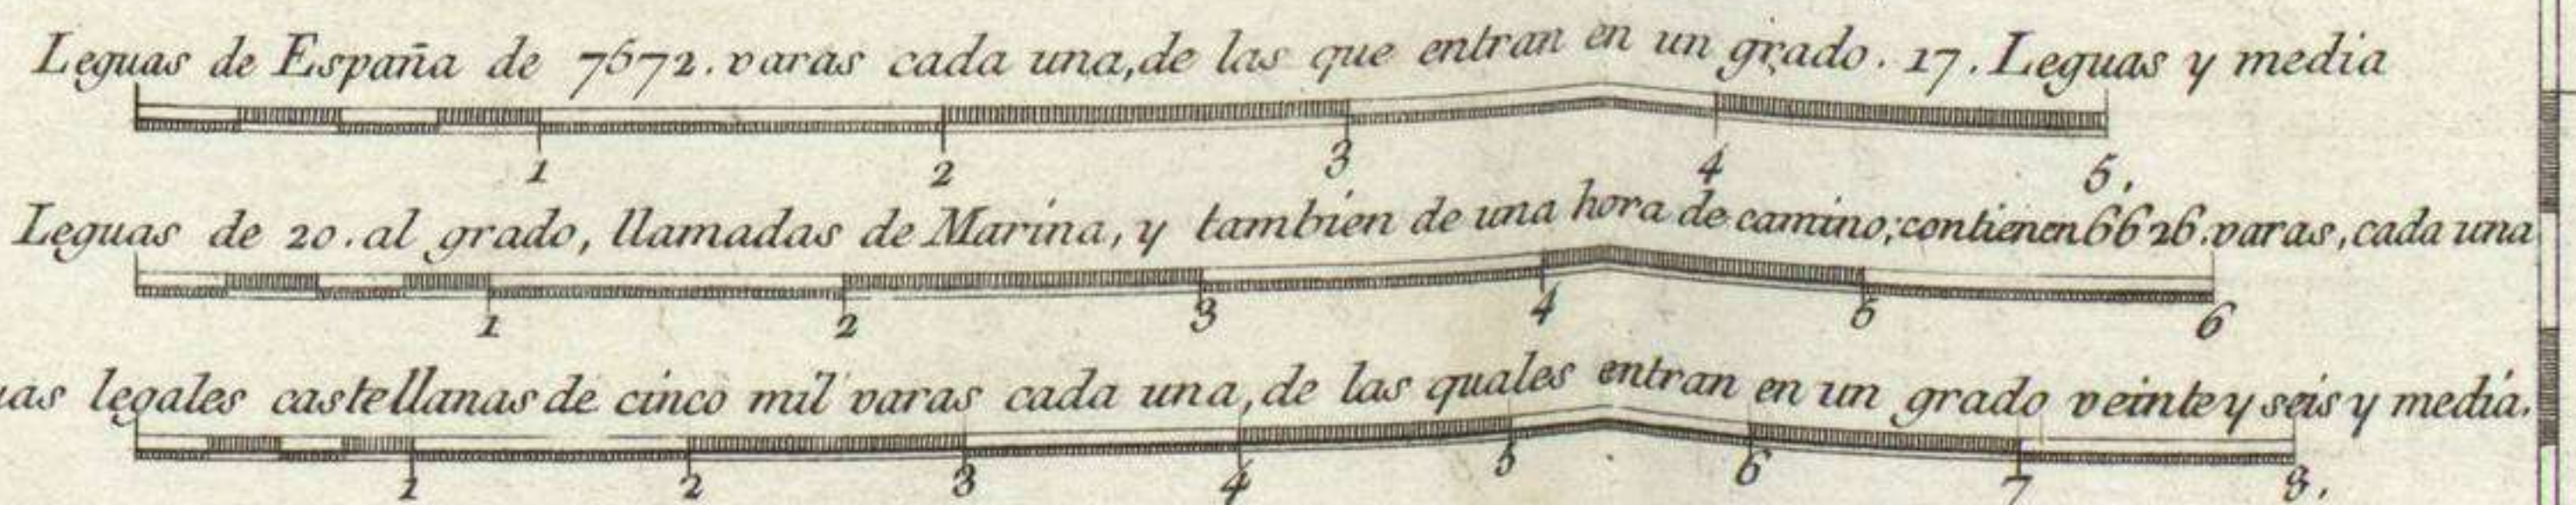 Leguas de España de 7572. varas cada una, de las que entran en un grado. 17. Leguas y media
1 2 3 4 5.
Leguas de 20. al grado, llamadas de Marina, y tambien de una hora de camino; contienen 6626. varas, cada una
1 2 3 4 5 6
uas legales castellanas de cinco mil varas cada una, de las quales entran en un grado veinte y seis y media.
1 2 3 4 5 6 7 8.